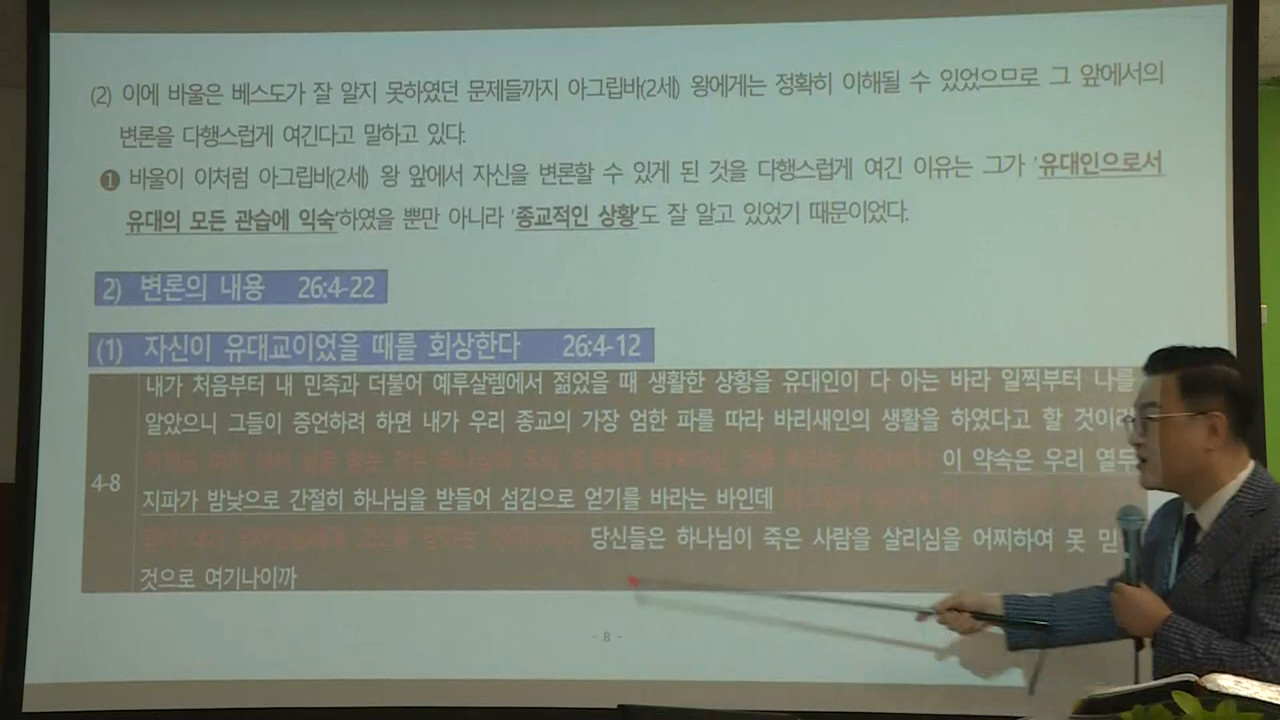 (2) 이에 바울은 베스도가 잘 알지 못하였던 문제들까지 아그립바(2세) 왕에게는 정확히 이해될 수 있었으므로 그 앞에서의
변론을 다행스럽게 여긴다고 말하고 있다.
❶ 바울이 이처럼 아그립바(2세) 왕 앞에서 자신을 변론할 수 있게 된 것을 다행스럽게 여긴 이유는 그가 '유대인으로서
유대의 모든 관습에 익숙'하였을 뿐만 아니라 '종교적인 상황'도 잘 알고 있었기 때문이었다.
2) 변론의 내용 26:4-22
(1) 자신이 유대교이었을 때를 회상한다 26:4-12
내가 처음부터 내 민족과 더불어 예루살렘에서 젊었을 때 생활한 상황을 유대인이 다 아는 바라 일찍부터 나를
알았으니 그들이 증언하려 하면 내가 우리 종교의 가장 엄한 파를 따라 바리새인의 생활을 하였다고 할 것이라
이 약속은 우리 열두
4-8
지파가 밤낮으로 간절히 하나님을 받들어 섬김으로 얻기를 바라는 바인데
당신들은 하나님이 죽은 사람을 살리심을 어찌하여 못 믿
것으로 여기나이까
- 8 -